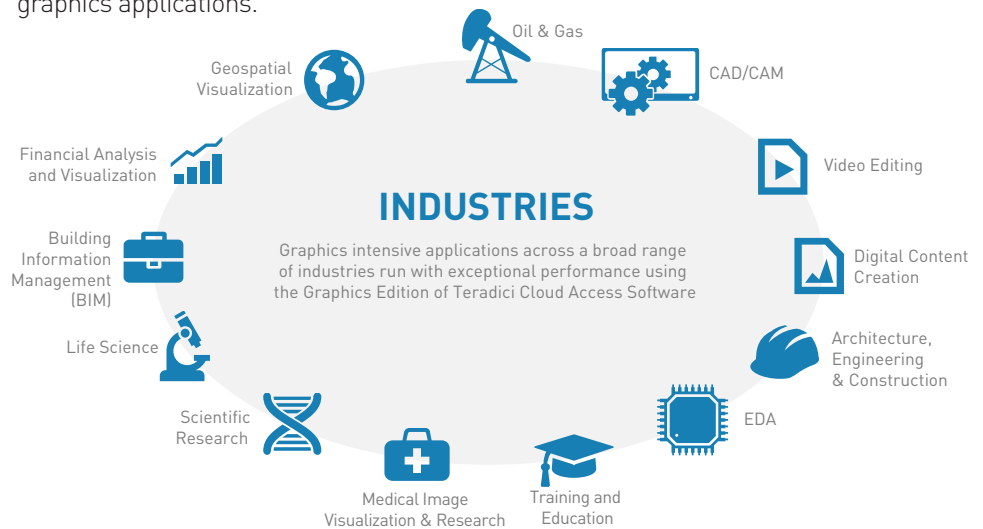 graphics applications.
Oil & Gas
CAD/CAM
Video Editing
Digital Content
Creation
Architecture,
Engineering
& Construction
EDA
Training and
Education
Medical Image
Visualization & Research
Scientific
Research
Life Science
Building
Information
Management
(BIM)
Financial Analysis
and Visualization
Geospatial
Visualization
INDUSTRIES
Graphics intensive applications across a broad range
of industries run with exceptional performance using
the Graphics Edition of Teradici Cloud Access Software